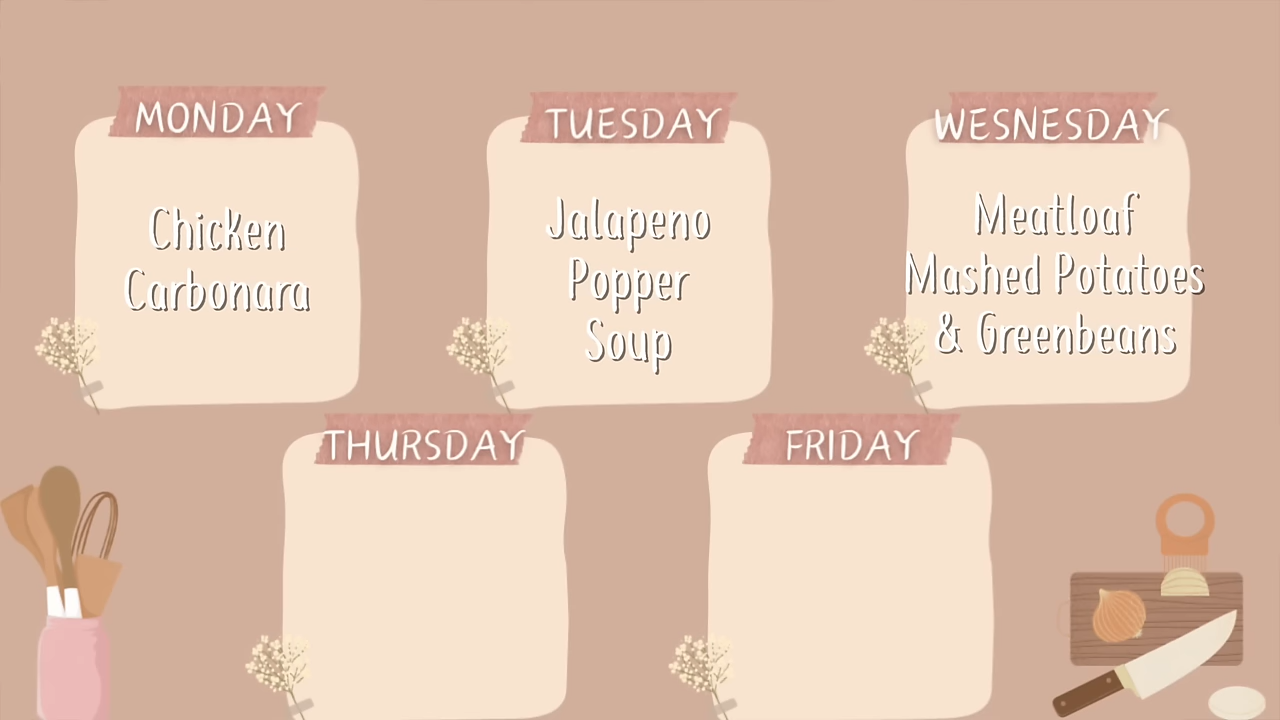 MONDAY
Chicken
Carbonara
TUESDAY
Jalapeno
Popper
Soup
WESNESDAY
Meatloaf
Mashed Potatoes
& Greenbeans
THURSDAY
FRIDAY